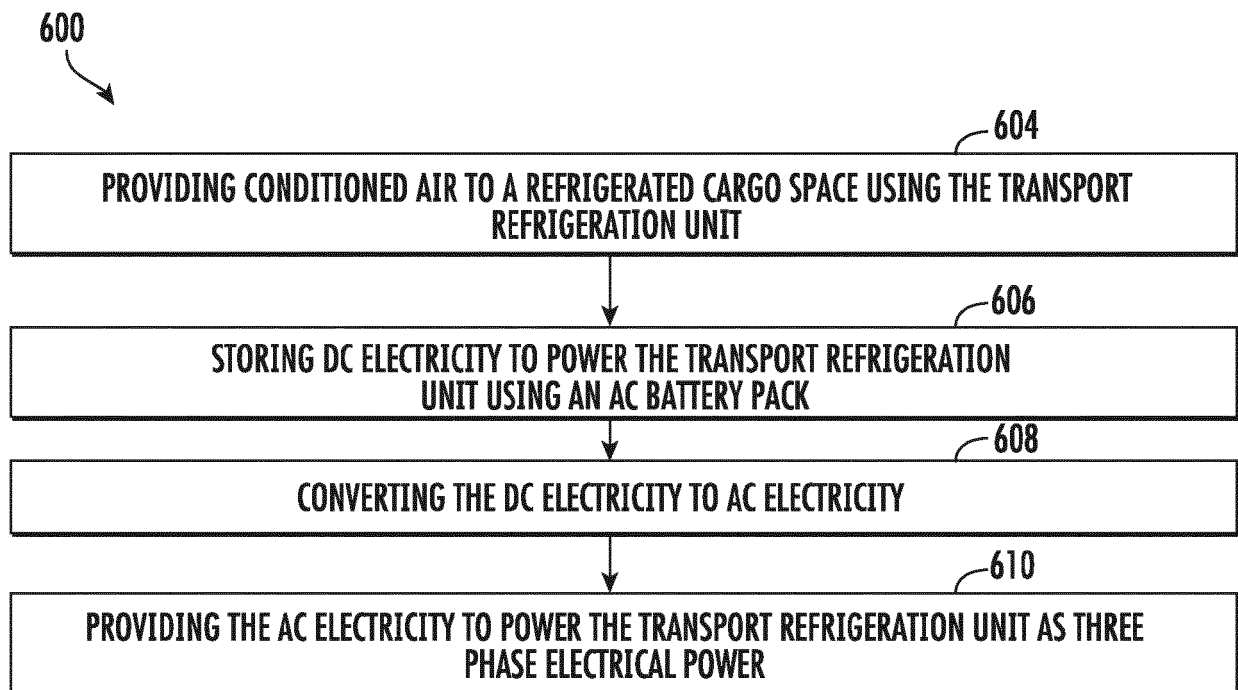 600
604
PROVIDING CONDITIONED AIR TO A REFRIGERATED CARGO SPACE USING THE TRANSPORT
REFRIGERATION UNIT
606
STORING DC ELECTRICITY TO POWER THE TRANSPORT REFRIGERATION
UNIT USING AN AC BATTERY PACK
608
CONVERTING THE DC ELECTRICITY TO AC ELECTRICITY
610
PROVIDING THE AC ELECTRICITY TO POWER THE TRANSPORT REFRIGERATION UNIT AS THREE
PHASE ELECTRICAL POWER